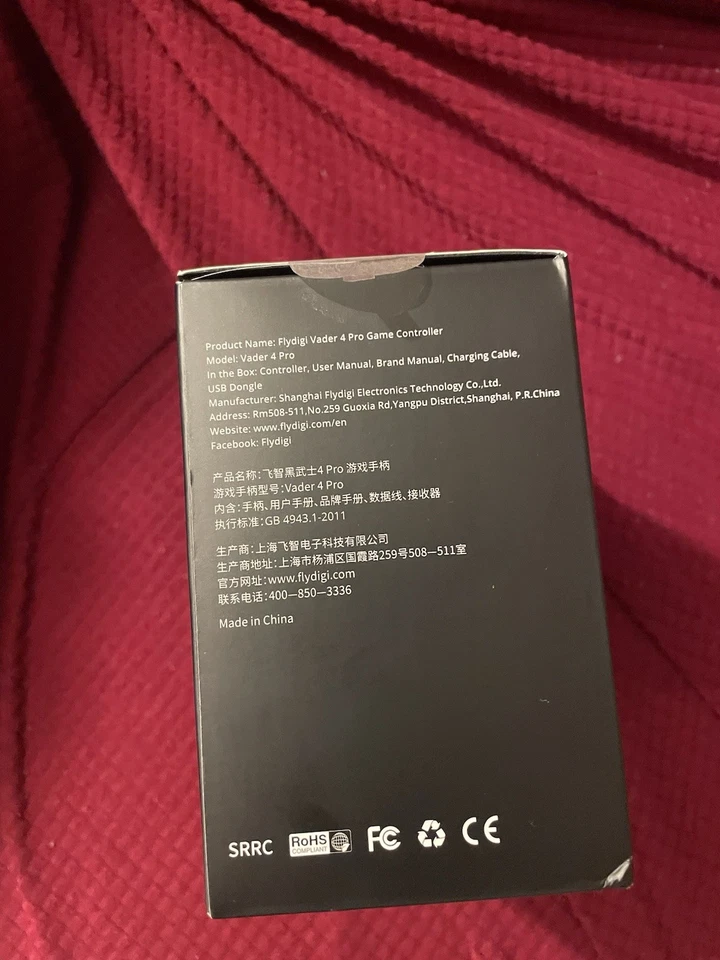 Product Name: Flydigi Vader 4 Pro Game Controller
Model: Vader 4 Pro
In the Box: Controller, User Manual, Brand Manual, Charging Cable,
USB Dongle
Manufacturer: Shanghai Flydigi Electronics Technology Co.,Ltd.
Address: Rm508-511,No.259 Guoxia Rd,Yangpu District,Shanghai, P.R.China
Website: www.flydigi.com/en
Facebook: Flydigi
产品名称：飞智黑武士4 Pro 游戏手柄
游戏手柄型号：Vader 4 Pro
内含：手柄、用户手册、品牌手册、数据线、接收器
执行标准：GB 4943.1-2011
生产商：上海飞智电子科技有限公司
生产商地址：上海市杨浦区国霞路259号508—511室
官方网址：www.flydigi.com
联系电话：400—850—3336
Made in China
SRRC RoHS COMPLIANT FC CE